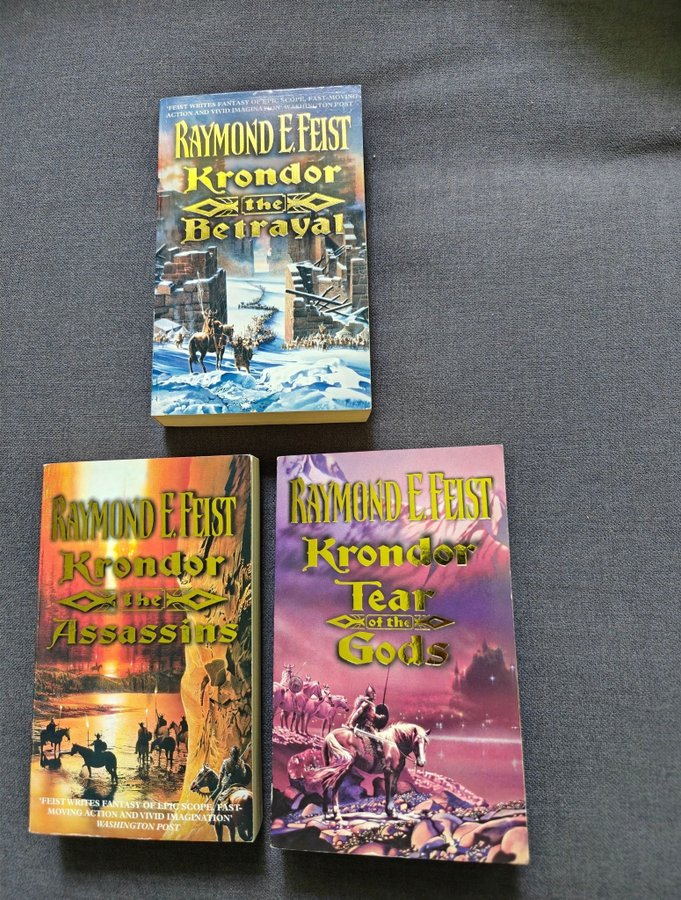 'FEIST WRITES FANTASY OF EPIC SCOPE, FAST-MOVING
ACTION AND VIVID IMAGINATION' WASHINGTON POST
RAYMOND E. FEIST
Krondor
the
Betrayal
RAYMOND E. FEIST
Krondor
the
Assassins
'FEIST WRITES FANTASY OF EPIC SCOPE, FAST-
MOVING ACTION AND VIVID IMAGINATION'
WASHINGTON POST
RAYMOND E. FEIST
Krondor
Tear
of the
Gods